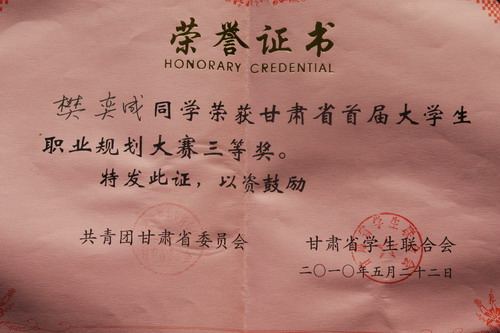 荣誉证书
HONORARY CREDENTIAL
樊奕成同学荣获甘肃省首届大学生
职业规划大赛三等奖。
特发此证，以资鼓励
共青团甘肃省委员会 甘肃省学生联合会
二〇一〇年五月二十二日